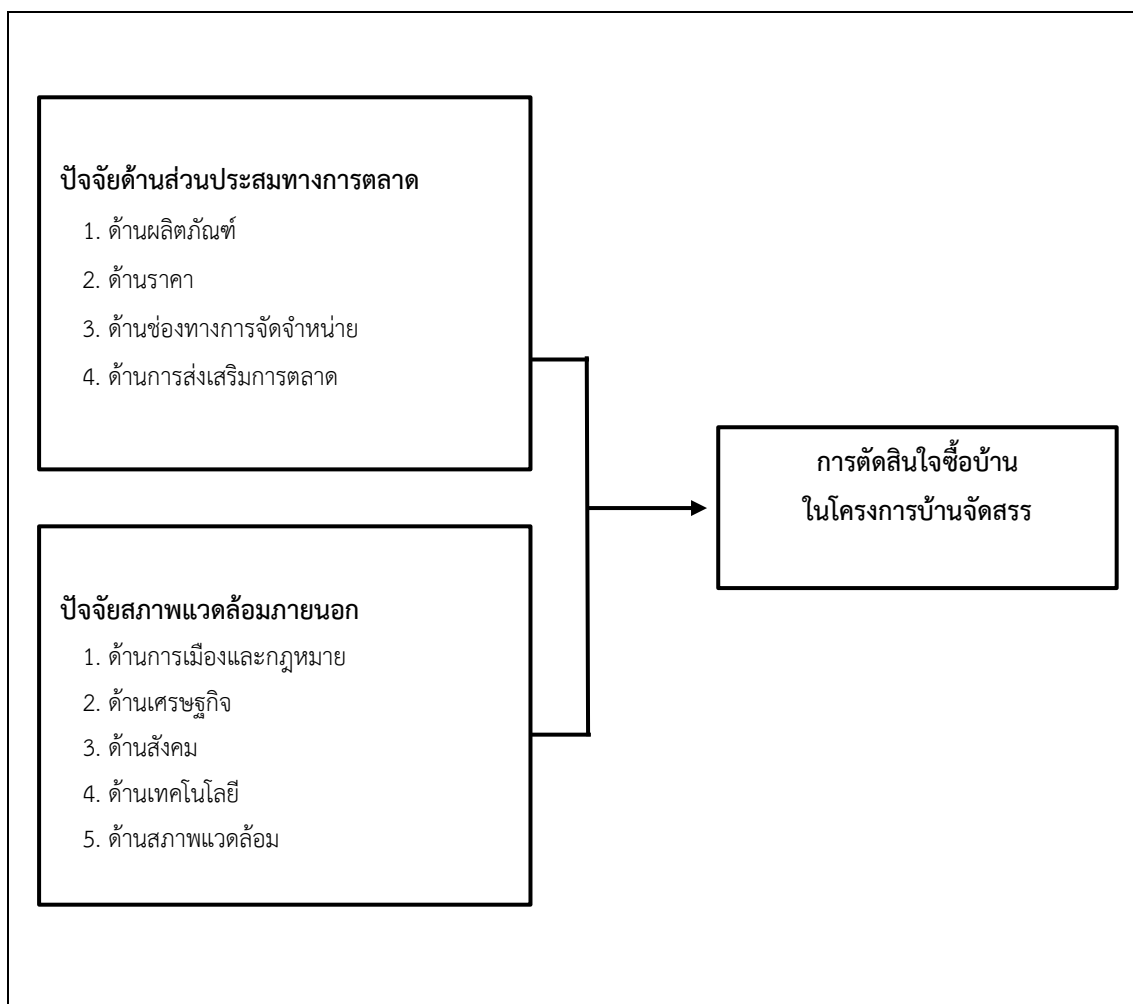 ปัจจัยด้านส่วนประสมทางการตลาด
1. ด้านผลิตภัณฑ์
2. ด้านราคา
3. ด้านช่องทางการจัดจำหน่าย
4. ด้านการส่งเสริมการตลาด
การตัดสินใจซื้อบ้าน
ในโครงการบ้านจัดสรร
ปัจจัยสภาพแวดล้อมภายนอก
1. ด้านการเมืองและกฎหมาย
2. ด้านเศรษฐกิจ
3. ด้านสังคม
4. ด้านเทคโนโลยี
5. ด้านสภาพแวดล้อม